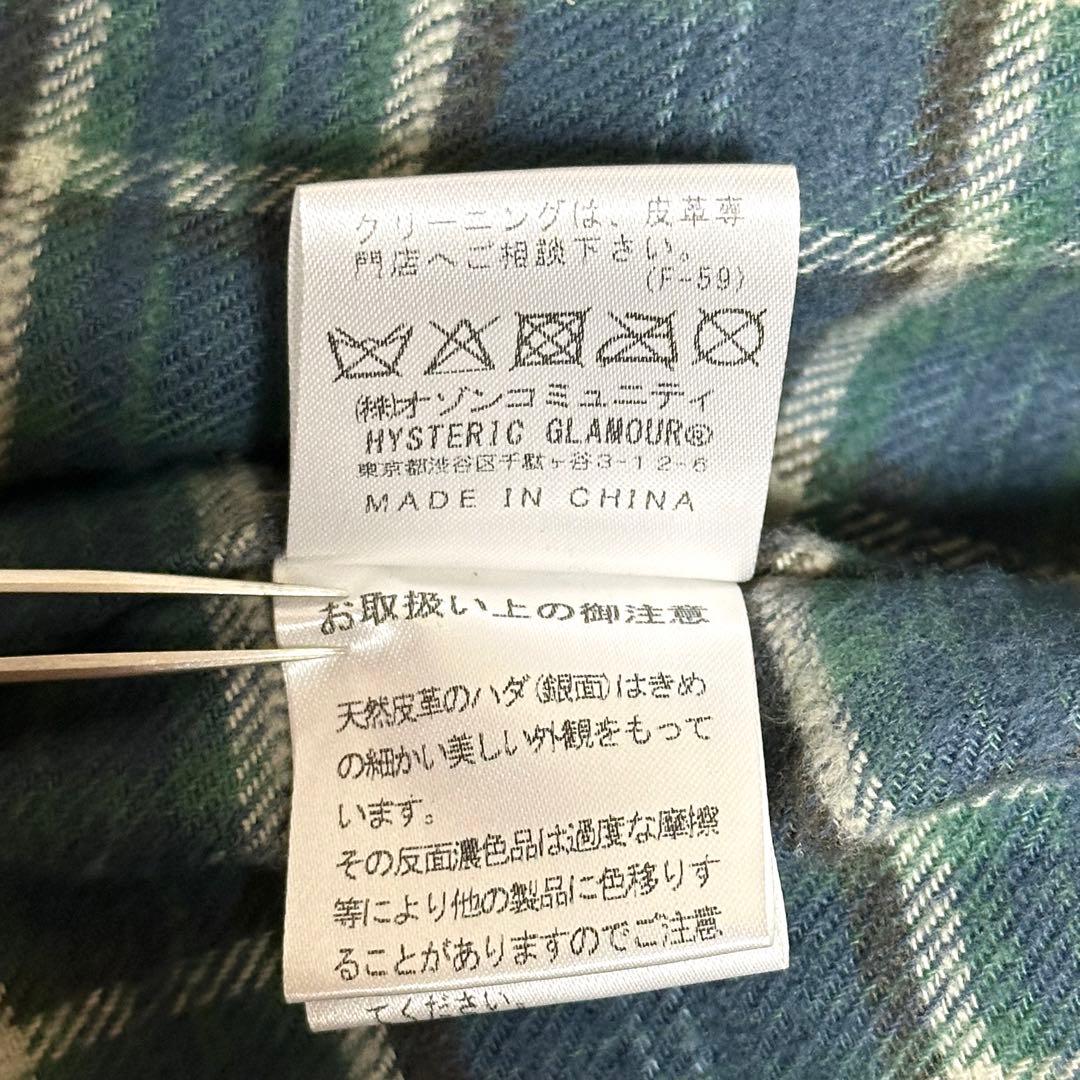 クリーニングは、皮革専
門店へご相談下さい。
(F-59)
(株)オーゾンコミュニティ
HYSTERIC GLAMOUR®
東京都渋谷区千駄ヶ谷3-12-6
MADE IN CHINA
お取扱い上の御注意
天然皮革のハダ(銀面)はきめ
の細かい美しい外観をもって
います。
その反面濃色品は過度な摩擦
等により他の製品に色移りす
ることがありますのでご注意
てください。